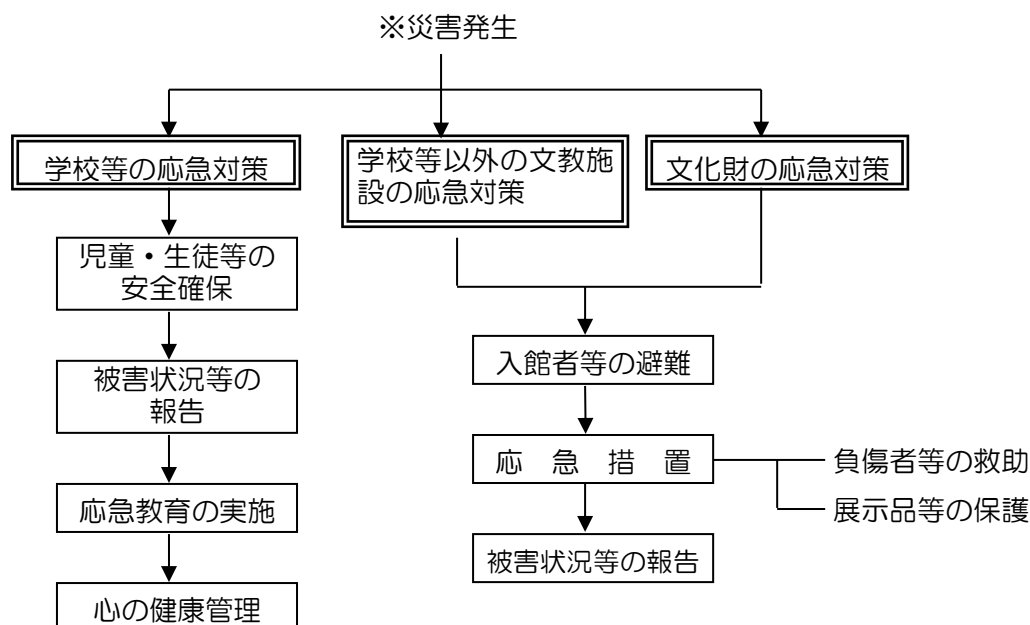 ※災害発生
学校等の応急対策
学校等以外の文教施
設の応急対策
文化財の応急対策
児童・生徒等の
安全確保
被害状況等の
報告
応急教育の実施
心の健康管理
入館者等の避難
応　急　措　置
負傷者等の救助
展示品等の保護
被害状況等の報告